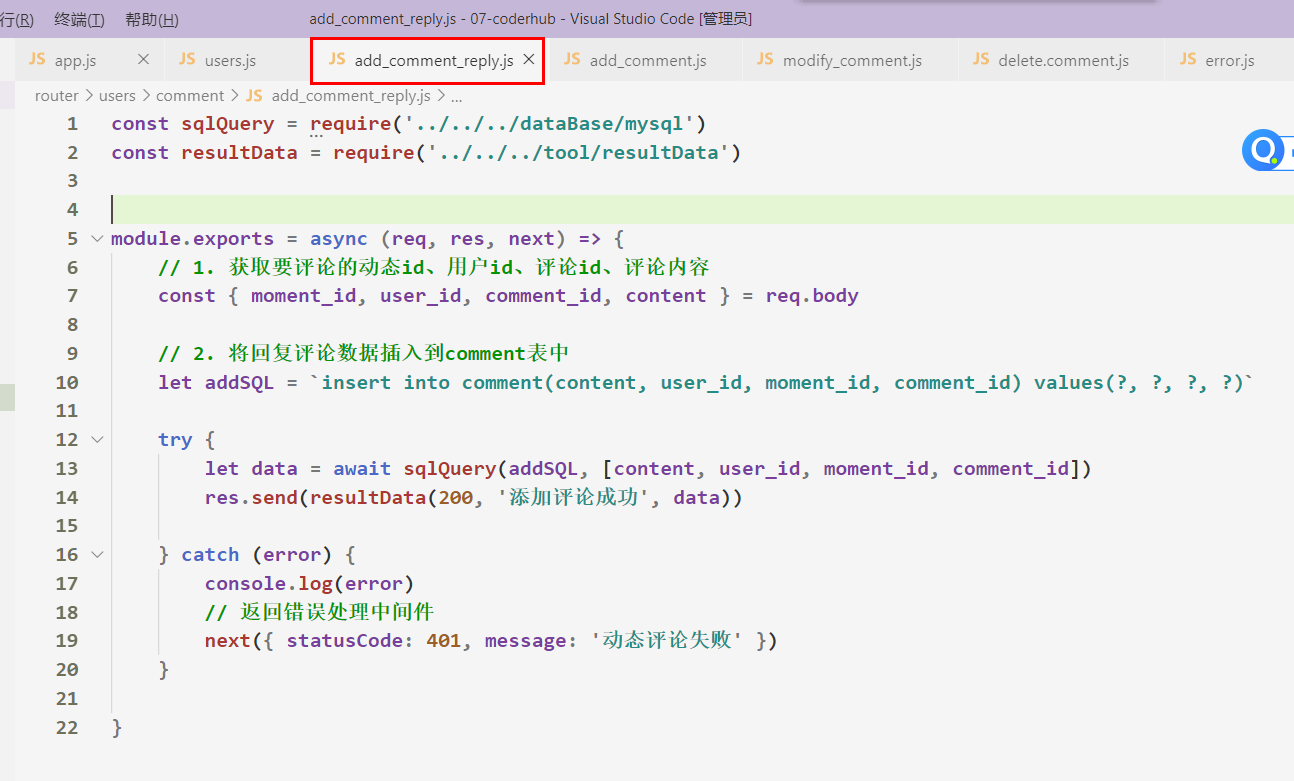 行(R) 终端(T) 帮助(H) add_comment_reply.js - 07-coderhub - Visual Studio Code [管理员]
JS app.js JS users.js JS add_comment_reply.js JS add_comment.js JS modify_comment.js JS delete.comment.js JS error.js
router > users > comment > JS add_comment_reply.js > ...
1 const sqlQuery = require('../../../dataBase/mysql')
2 const resultData = require('../../../tool/resultData')
3
4
5 module.exports = async (req, res, next) => {
6 // 1. 获取要评论的动态id、用户id、评论id、评论内容
7 const { moment_id, user_id, comment_id, content } = req.body
8
9 // 2. 将回复评论数据插入到comment表中
10 let addSQL = `insert into comment(content, user_id, moment_id, comment_id) values(?, ?, ?, ?)`
11
12 try {
13 let data = await sqlQuery(addSQL, [content, user_id, moment_id, comment_id])
14 res.send(resultData(200, '添加评论成功', data))
15
16 } catch (error) {
17 console.log(error)
18 // 返回错误处理中间件
19 next({ statusCode: 401, message: '动态评论失败' })
20 }
21
22 }